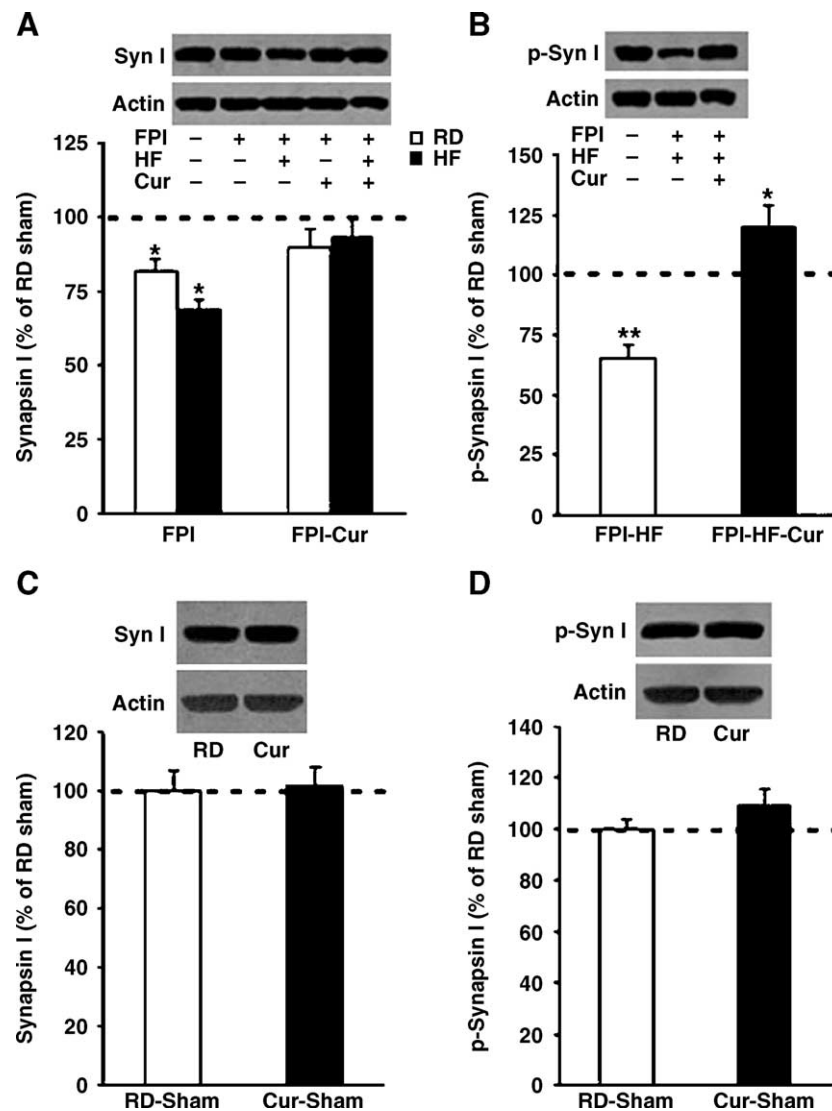 A
Syn I
Actin
FPI – + + + +
HF – – + – +
Cur – – – + +
RD
HF
Synapsin I (% of RD sham)
125
100
75
50
25
0
* *
FPI FPI-Cur
B
p-Syn I
Actin
FPI – + +
HF – + +
Cur – – +
p-Synapsin I (% of RD sham)
150
125
100
75
50
25
0
** *
FPI-HF FPI-HF-Cur
C
Syn I
Actin
RD Cur
Synapsin I (% of RD sham)
120
100
80
60
40
20
0
RD-Sham Cur-Sham
D
p-Syn I
Actin
RD Cur
p-Synapsin I (% of RD sham)
140
120
100
80
60
40
20
0
RD-Sham Cur-Sham